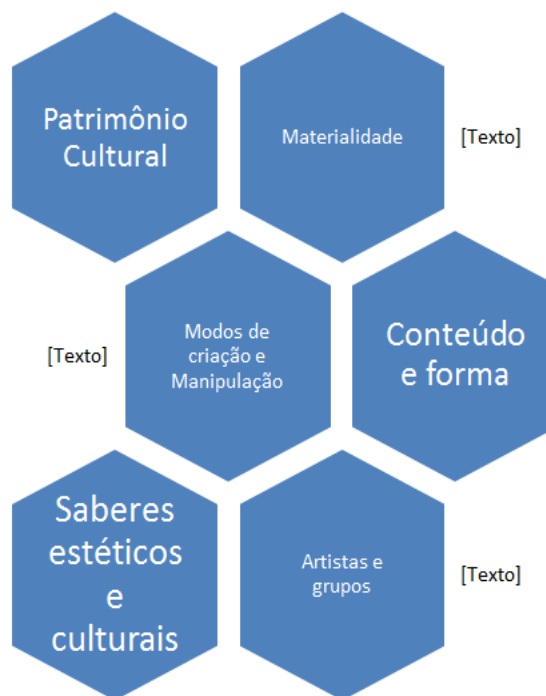 Patrimônio
Cultural
Materialidade
[Texto]
[Texto]
Modos de
criação e
Manipulação
Conteúdo
e forma
Saberes
estéticos
e
culturais
Artistas e
grupos
[Texto]